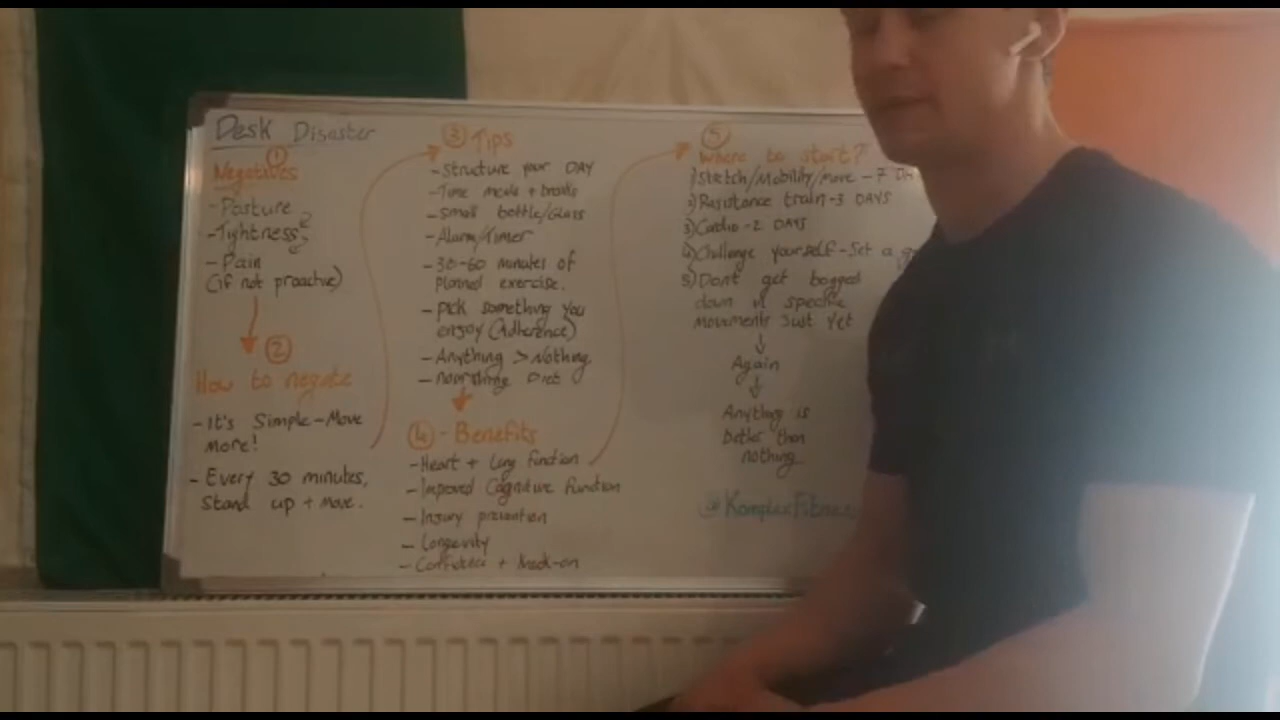 Desk Disaster
①
Negatives
- Posture
- Tightness
- Pain
(if not proactive)
②
How to negate
- It's Simple - Move
more!
- Every 30 minutes,
Stand up + move.
③ Tips
- Structure your DAY
- Time meals + breaks
- Small bottle/Glass
- Alarm/Timer
- 30-60 minutes of
planned exercise.
- Pick something you
enjoy (Adherence)
- Anything > Nothing.
- nourishing Diet
④ - Benefits
- Heart + Lung function
- Improved Cognitive function
- Injury prevention
- Longevity
- Confidence +
⑤
Where to start?
1) Stretch/Mobility/Move - 7
2) Resistance train - 3 DAYS
3) Cardio - 2 DAYS
4) Challenge yourself - Set a
5) Dont get bogged
down in specific
movements Just Yet
Again
Anything is
better than
nothing
@KomplexFitness